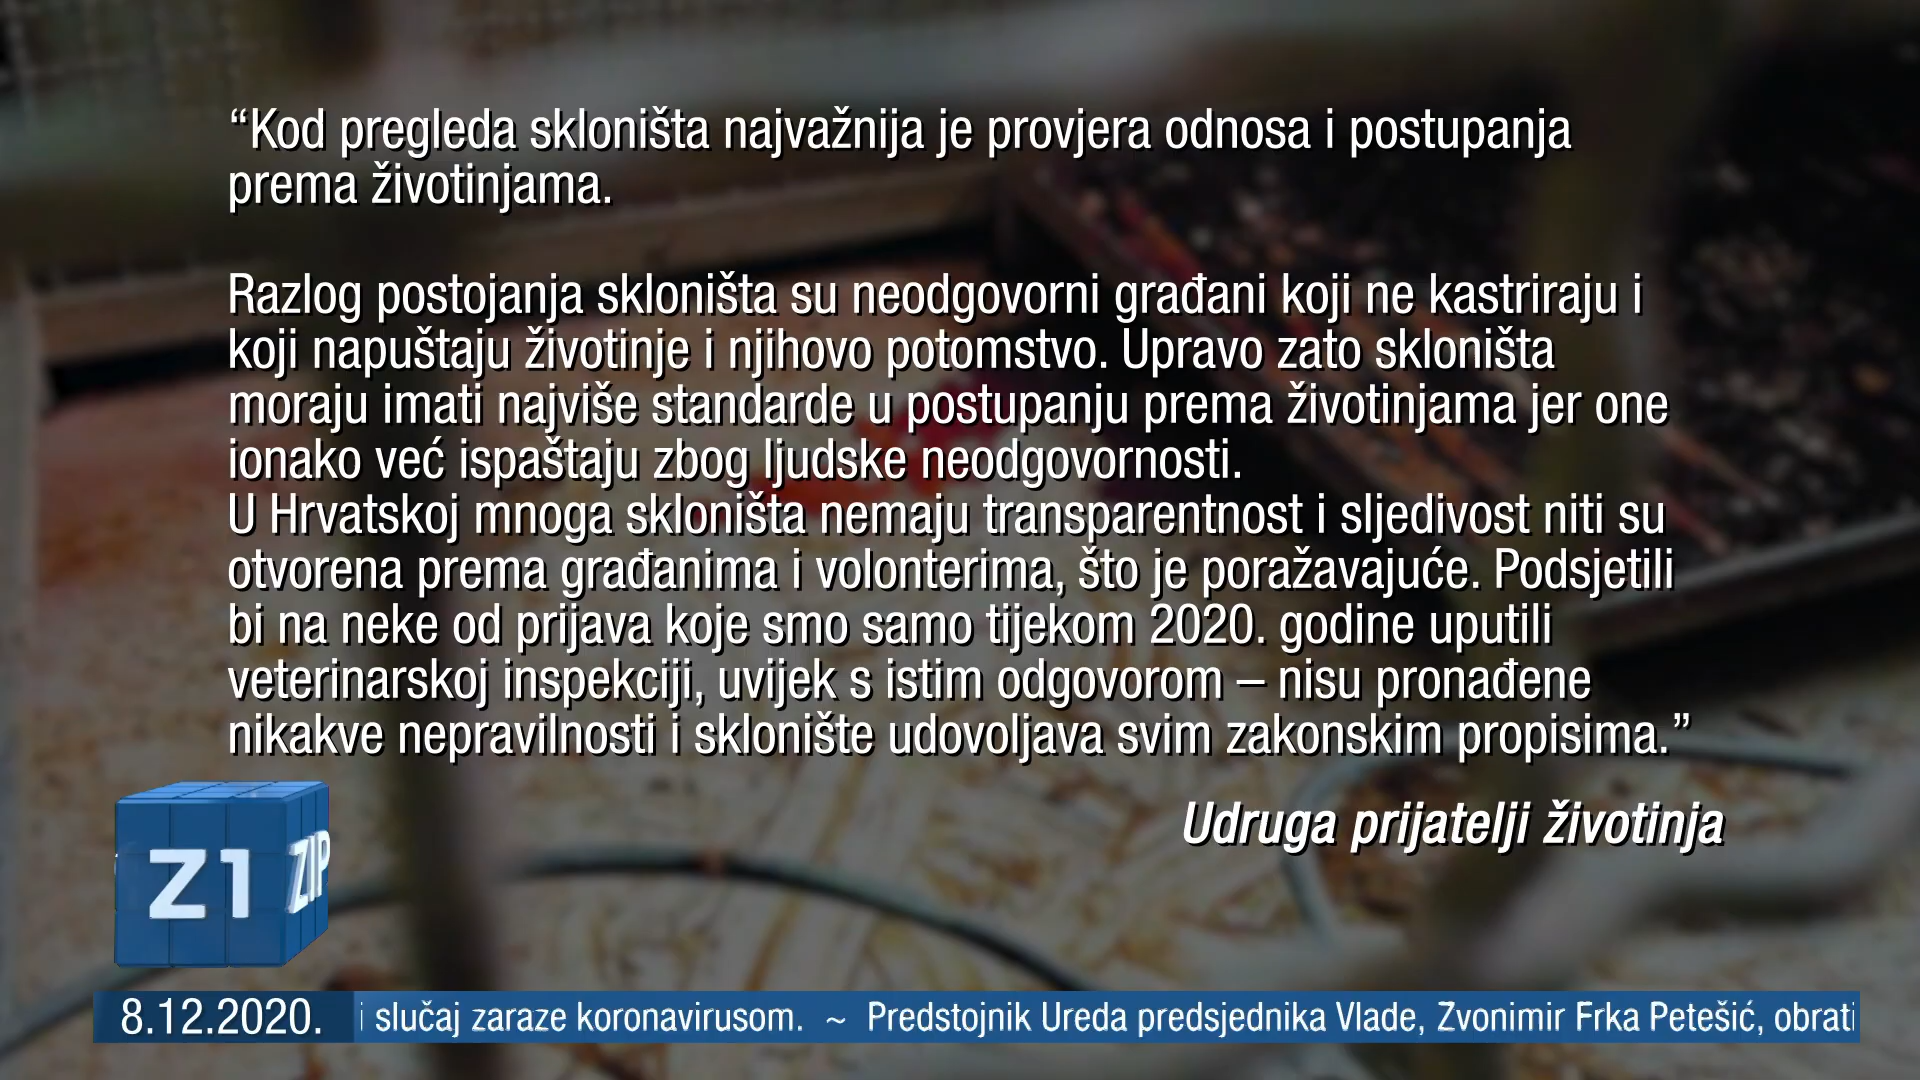 “Kod pregleda skloništa najvažnija je provjera odnosa i postupanja
prema životinjama.
Razlog postojanja skloništa su neodgovorni građani koji ne kastriraju i
koji napuštaju životinje i njihovo potomstvo. Upravo zato skloništa
moraju imati najviše standarde u postupanju prema životinjama jer one
ionako već ispaštaju zbog ljudske neodgovornosti.
U Hrvatskoj mnoga skloništa nemaju transparentnost i sljedivost niti su
otvorena prema građanima i volonterima, što je poražavajuće. Podsjetili
bi na neke od prijava koje smo samo tijekom 2020. godine uputili
veterinarskoj inspekciji, uvijek s istim odgovorom – nisu pronađene
nikakve nepravilnosti i sklonište udovoljava svim zakonskim propisima.”
Udruga prijatelji životinja
Z1 ZIP
8.12.2020. i slučaj zaraze koronavirusom. ~ Predstojnik Ureda predsjednika Vlade, Zvonimir Frka Petešić, obrati